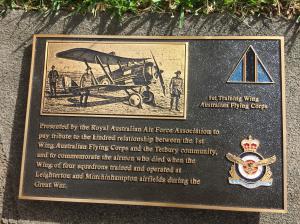 1st Training Wing
Australian Flying Corps
Presented by the Royal Australian Air Force Association to
pay tribute to the kindred relationship between the 1st
Wing Australian Flying Corps and the Tetbury community,
and to commemorate the airmen who died when the
Wing of four squadrons trained and operated at
Leighterton and Minchinhampton airfields during the
Great War.